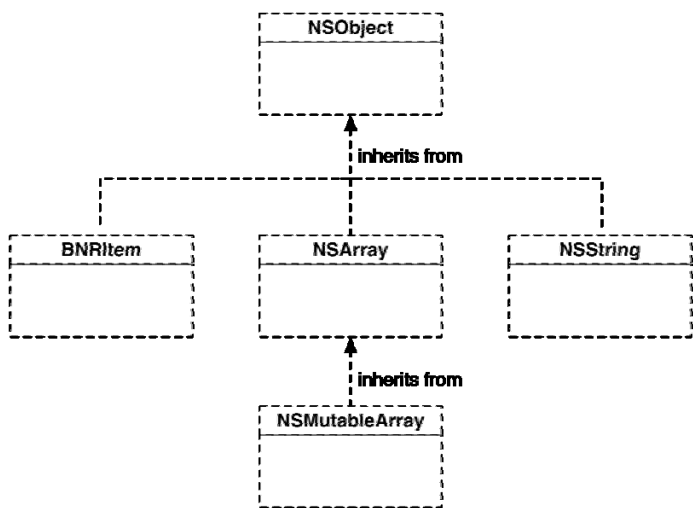 NSObject
inherits from
BNRItem
NSArray
NSString
inherits from
NSMutableArray